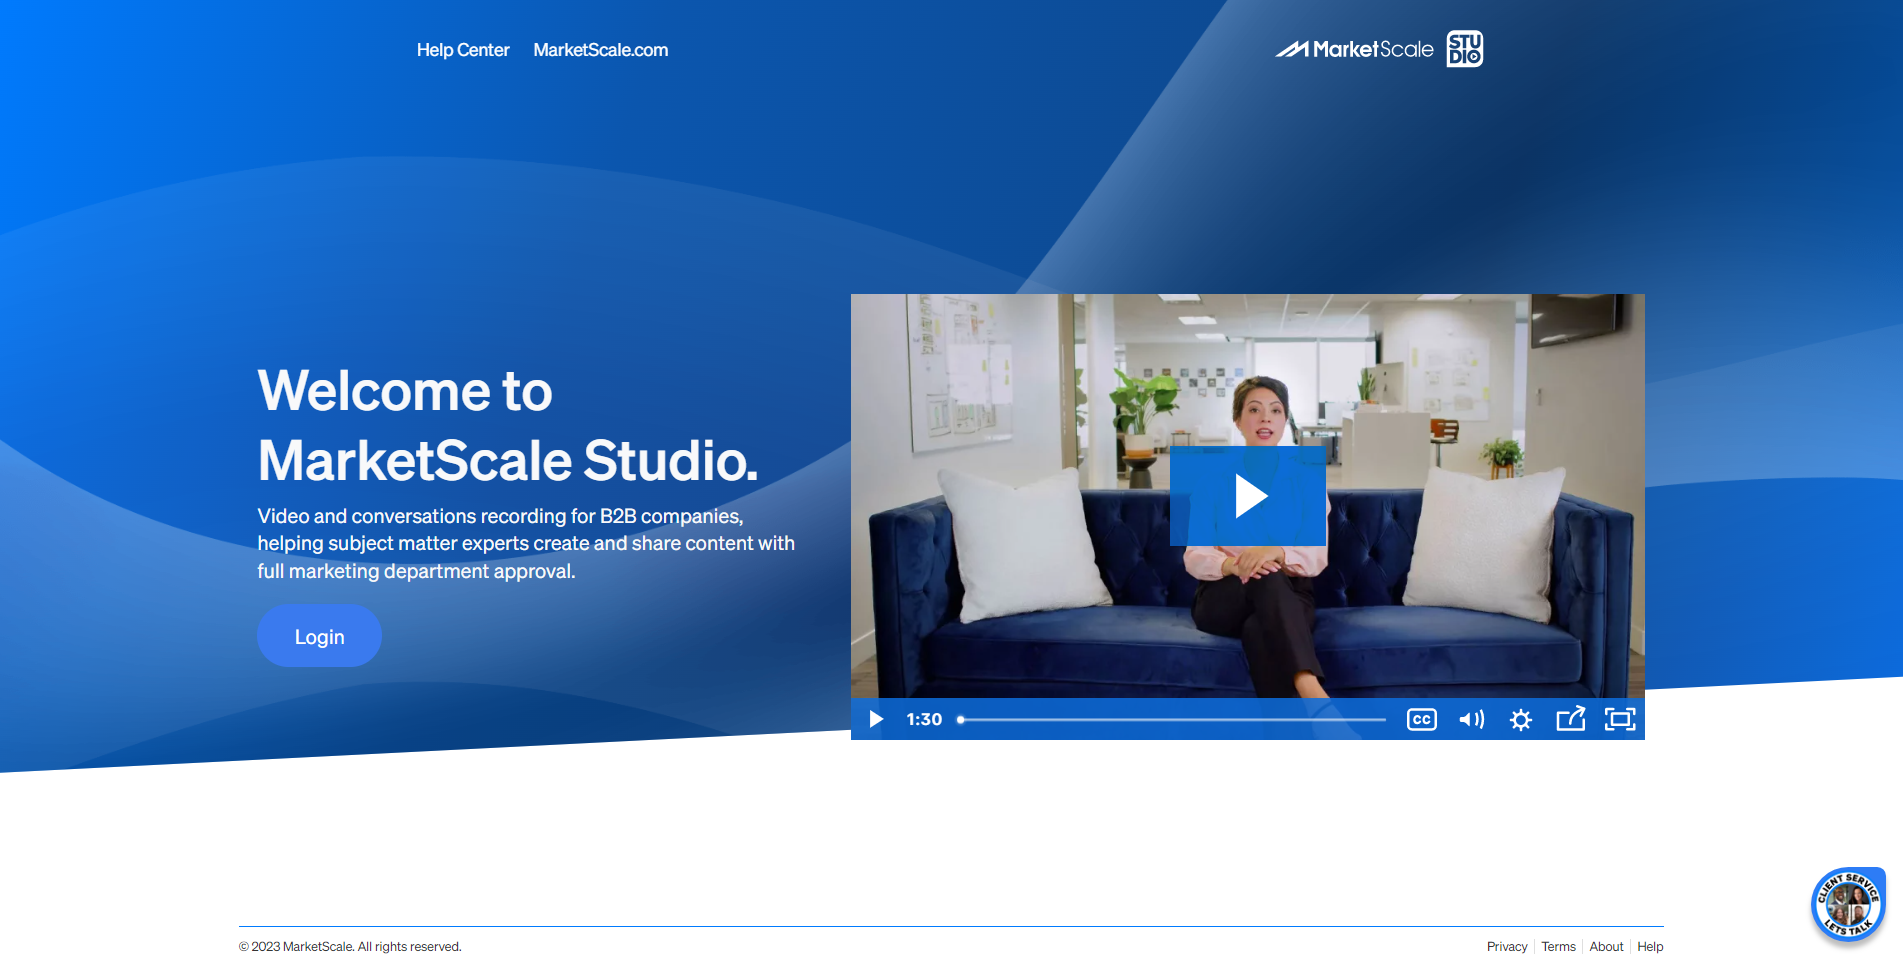 Help Center
MarketScale.com
MarketScale STUDIO
Welcome to
MarketScale Studio.
Video and conversations recording for B2B companies,
helping subject matter experts create and share content with
full marketing department approval.
Login
1:30
CC
CLIENT SERVICE
LETS TALK
© 2023 MarketScale. All rights reserved.
Privacy
Terms
About
Help